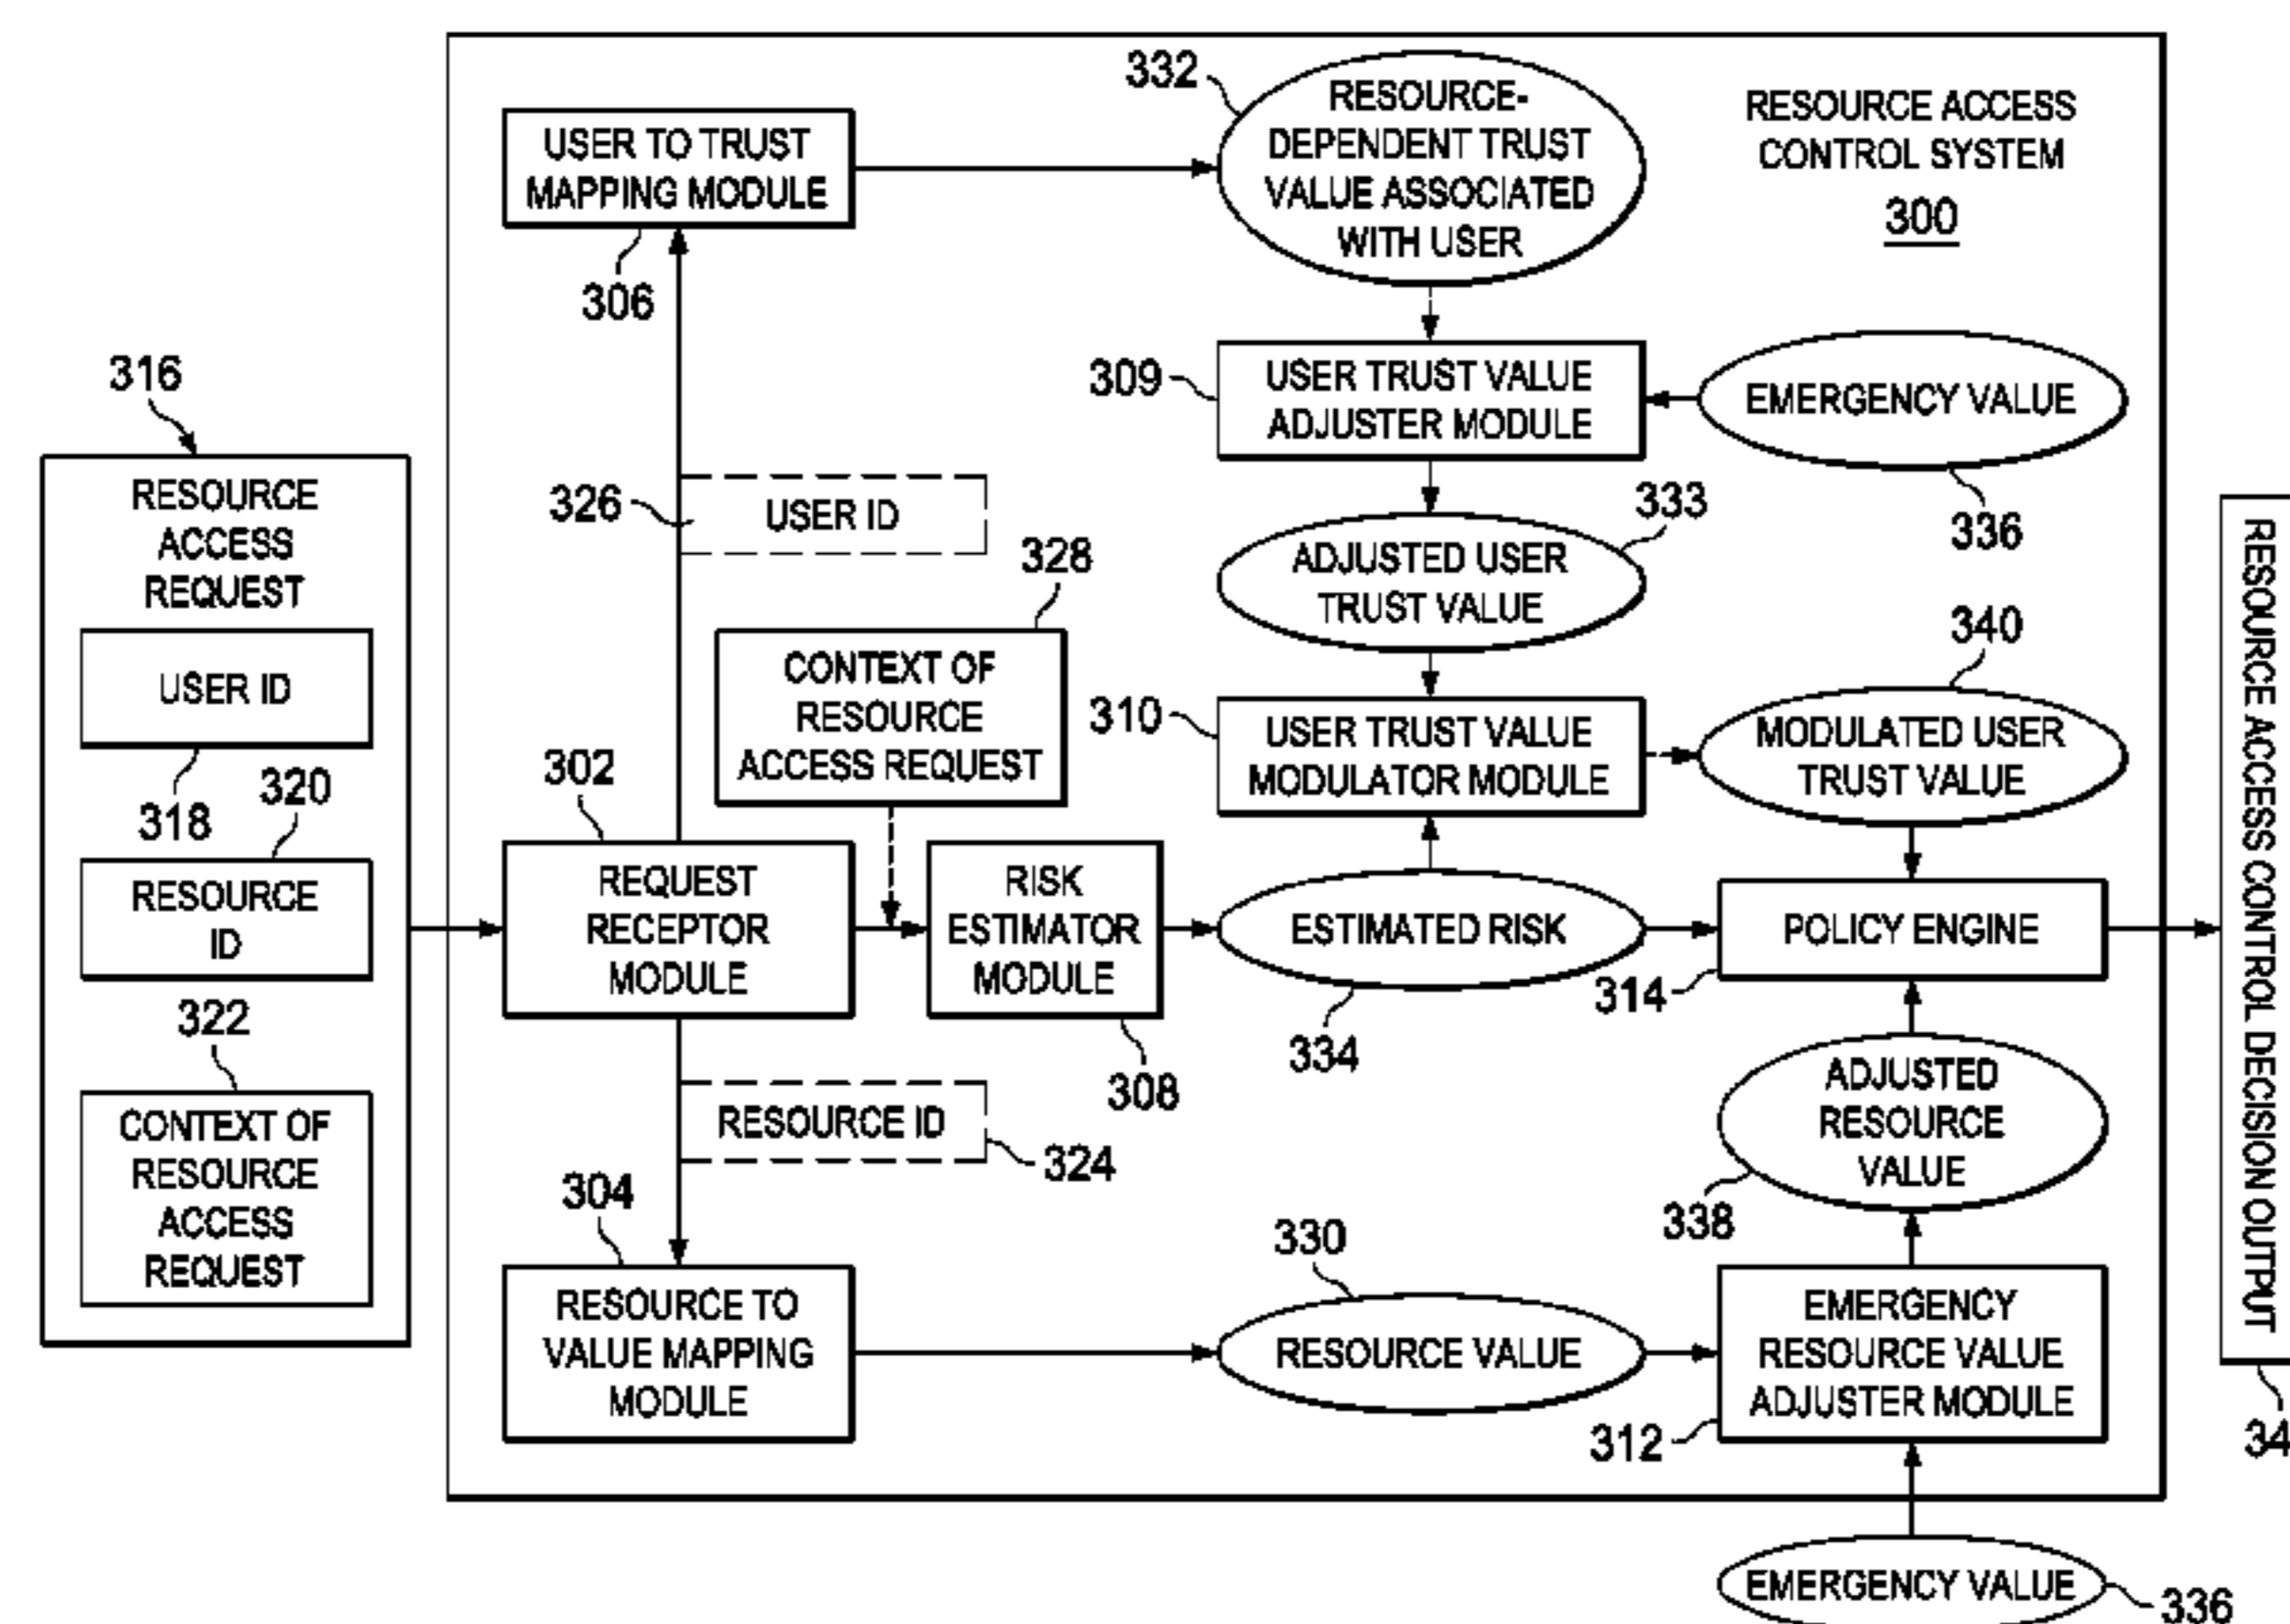 316
RESOURCE
ACCESS
REQUEST
USER ID
318
320
RESOURCE
ID
322
CONTEXT OF
RESOURCE
ACCESS
REQUEST
RESOURCE ACCESS
CONTROL SYSTEM
300
USER TO TRUST
MAPPING MODULE
306
332
RESOURCE-
DEPENDENT TRUST
VALUE ASSOCIATED
WITH USER
309
USER TRUST VALUE
ADJUSTER MODULE
EMERGENCY VALUE
336
326
USER ID
333
ADJUSTED USER
TRUST VALUE
328
CONTEXT OF
RESOURCE
ACCESS REQUEST
310
USER TRUST VALUE
MODULATOR MODULE
340
MODULATED USER
TRUST VALUE
302
REQUEST
RECEPTOR
MODULE
RISK
ESTIMATOR
MODULE
308
ESTIMATED RISK
334
POLICY ENGINE
314
RESOURCE ID
324
ADJUSTED
RESOURCE
VALUE
338
304
RESOURCE TO
VALUE MAPPING
MODULE
330
RESOURCE VALUE
EMERGENCY
RESOURCE VALUE
ADJUSTER MODULE
312
EMERGENCY VALUE
336
RESOURCE ACCESS CONTROL DECISION OUTPUT